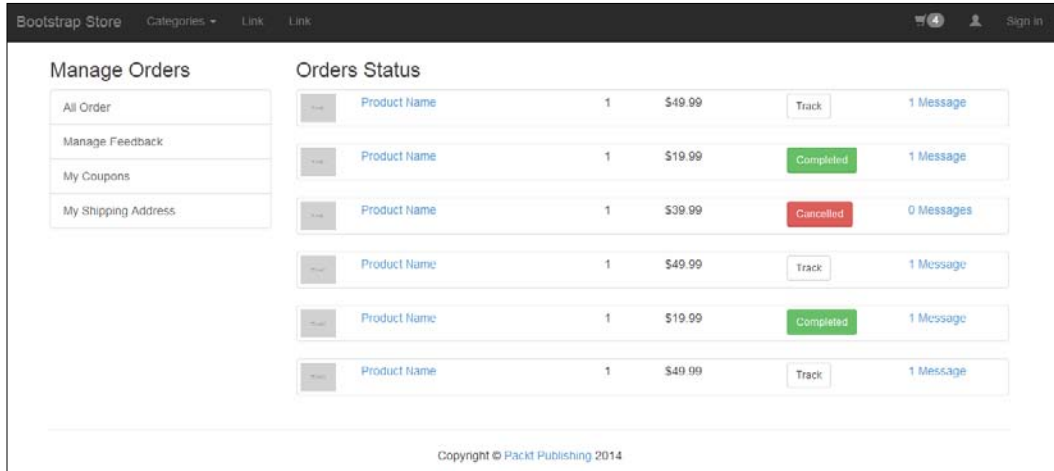 Bootstrap Store Categories Link Link 4 Sign in
Manage Orders
All Order
Manage Feedback
My Coupons
My Shipping Address
Orders Status
Product Name 1 $49.99 Track 1 Message
Product Name 1 $19.99 Completed 1 Message
Product Name 1 $39.99 Cancelled 0 Messages
Product Name 1 $49.99 Track 1 Message
Product Name 1 $19.99 Completed 1 Message
Product Name 1 $49.99 Track 1 Message
Copyright © Packt Publishing 2014